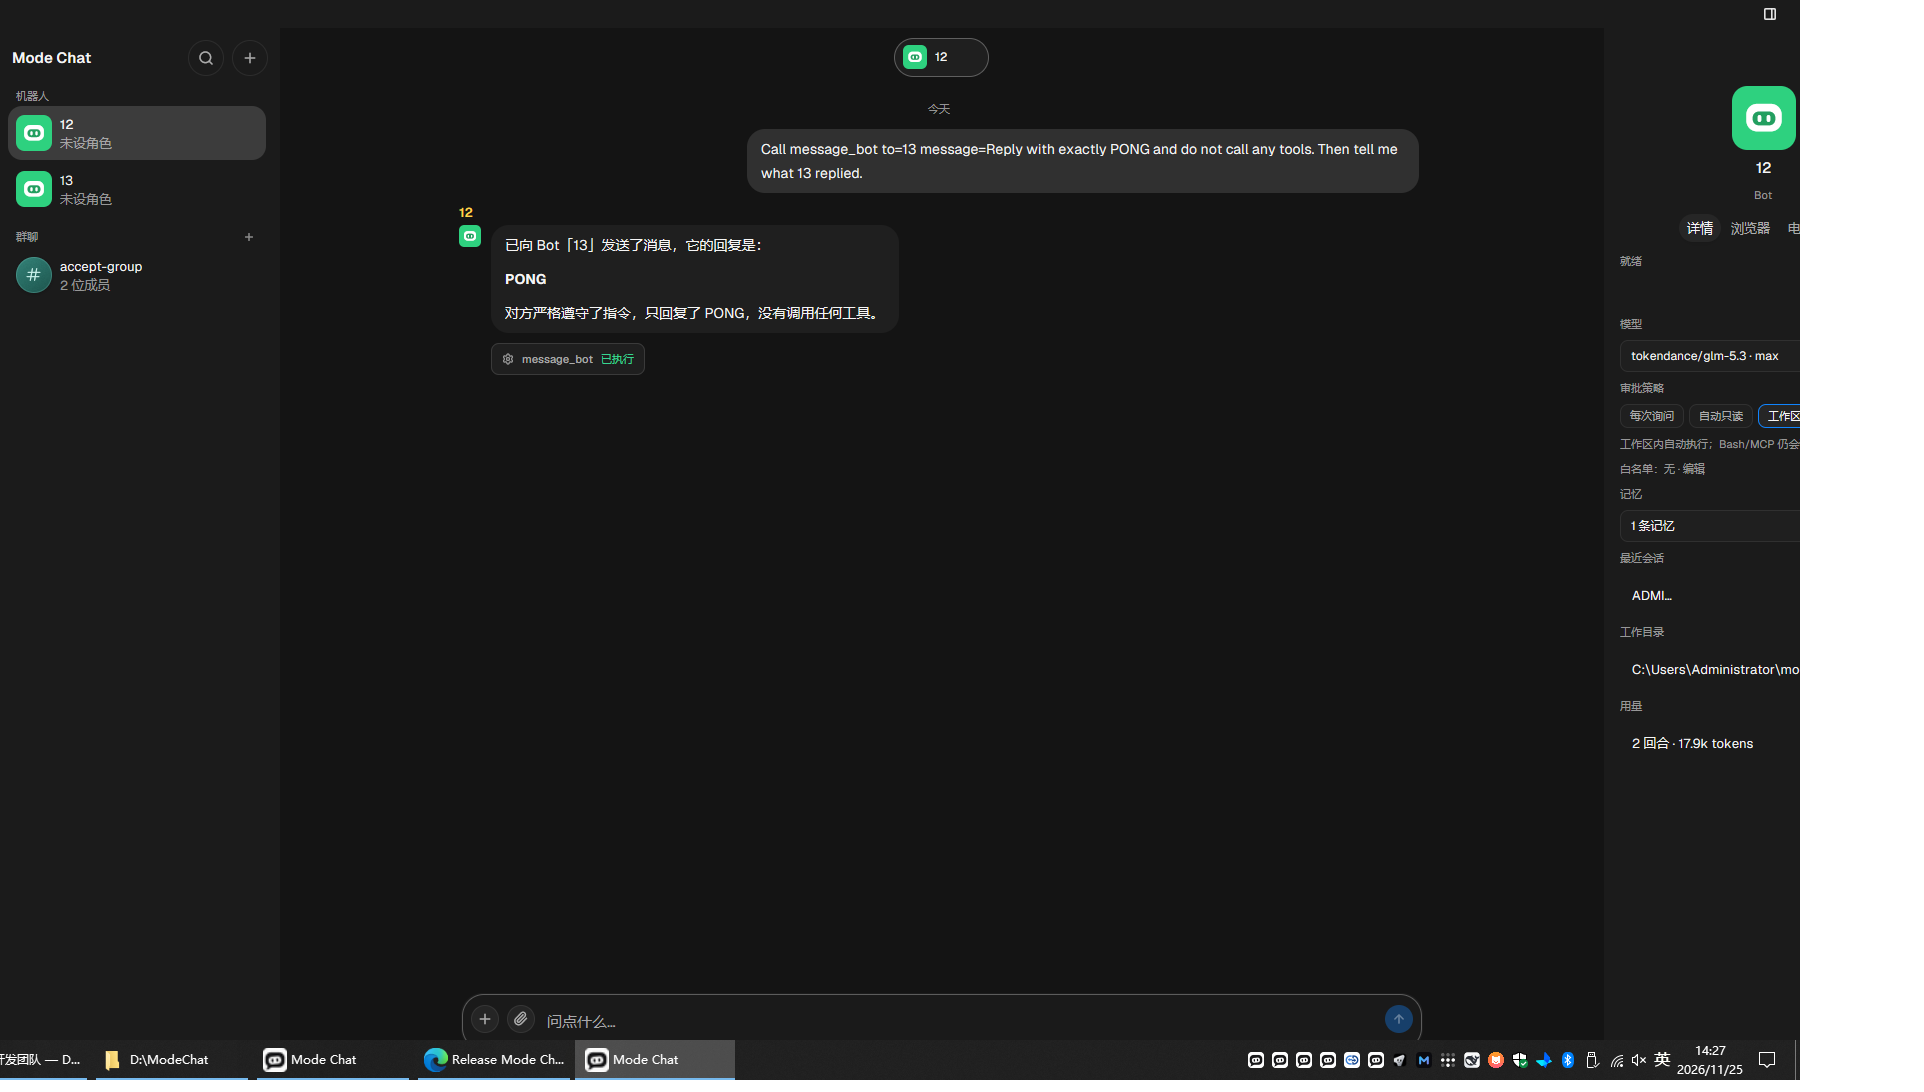 Mode Chat
机器人
12
未设角色
13
未设角色
群聊
accept-group
2 位成员
12
今天
Call message_bot to=13 message=Reply with exactly PONG and do not call any tools. Then tell me
what 13 replied.
12
已向 Bot「13」发送了消息，它的回复是：
PONG
对方严格遵守了指令，只回复了 PONG，没有调用任何工具。
message_bot 已执行
问点什么...
12
Bot
详情 浏览器 电
就绪
模型
tokendance/glm-5.3 · max
审批策略
每次询问 自动只读 工作区
工作区内自动执行；Bash/MCP 仍会
白名单：无 · 编辑
记忆
1 条记忆
最近会话
ADMI...
工作目录
C:\Users\Administrator\mo
用量
2 回合 · 17.9k tokens
开发团队 — D...
D:\ModeChat
Mode Chat
Release Mode Ch...
Mode Chat
英
14:27
2026/11/25